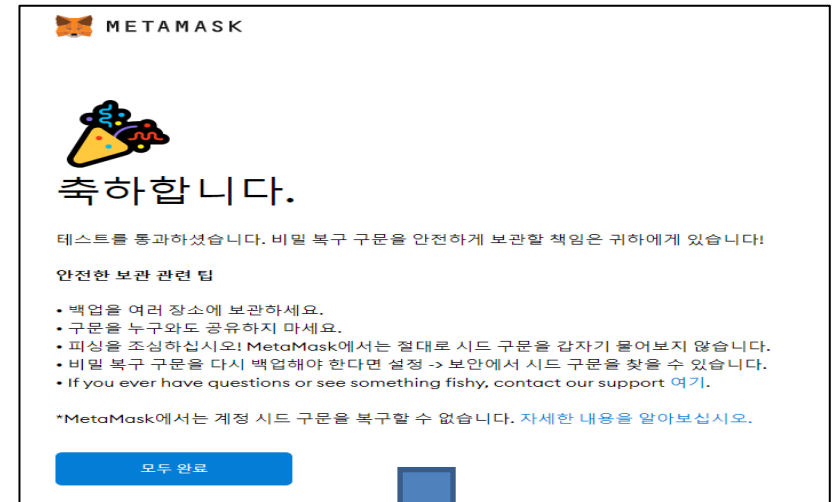 METAMASK
축하합니다.
테스트를 통과하셨습니다. 비밀 복구 구문을 안전하게 보관할 책임은 귀하에게 있습니다!
안전한 보관 관련 팁
• 백업을 여러 장소에 보관하세요.
• 구문을 누구와도 공유하지 마세요.
• 피싱을 조심하십시오! MetaMask에서는 절대로 시드 구문을 갑자기 물어보지 않습니다.
• 비밀 복구 구문을 다시 백업해야 한다면 설정 -> 보안에서 시드 구문을 찾을 수 있습니다.
• If you ever have questions or see something fishy, contact our support 여기.
*MetaMask에서는 계정 시드 구문을 복구할 수 없습니다. 자세한 내용을 알아보십시오.
모두 완료